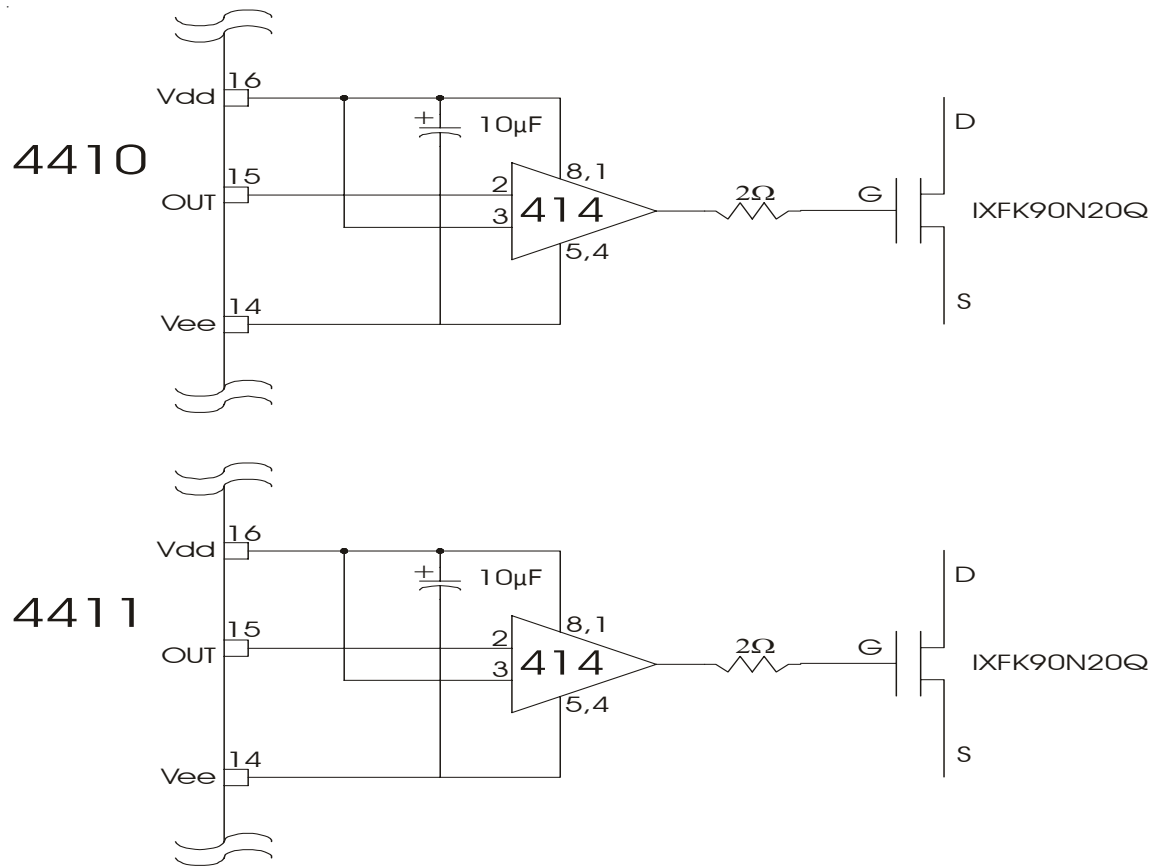 16
Vdd
+
10µF
D
4410
8,1
15
2
2Ω
G
OUT
414
IXFK90N20Q
3
5,4
14
S
Vee
16
Vdd
+
10µF
D
4411
8,1
15
2
2Ω
G
OUT
414
IXFK90N20Q
3
5,4
14
S
Vee